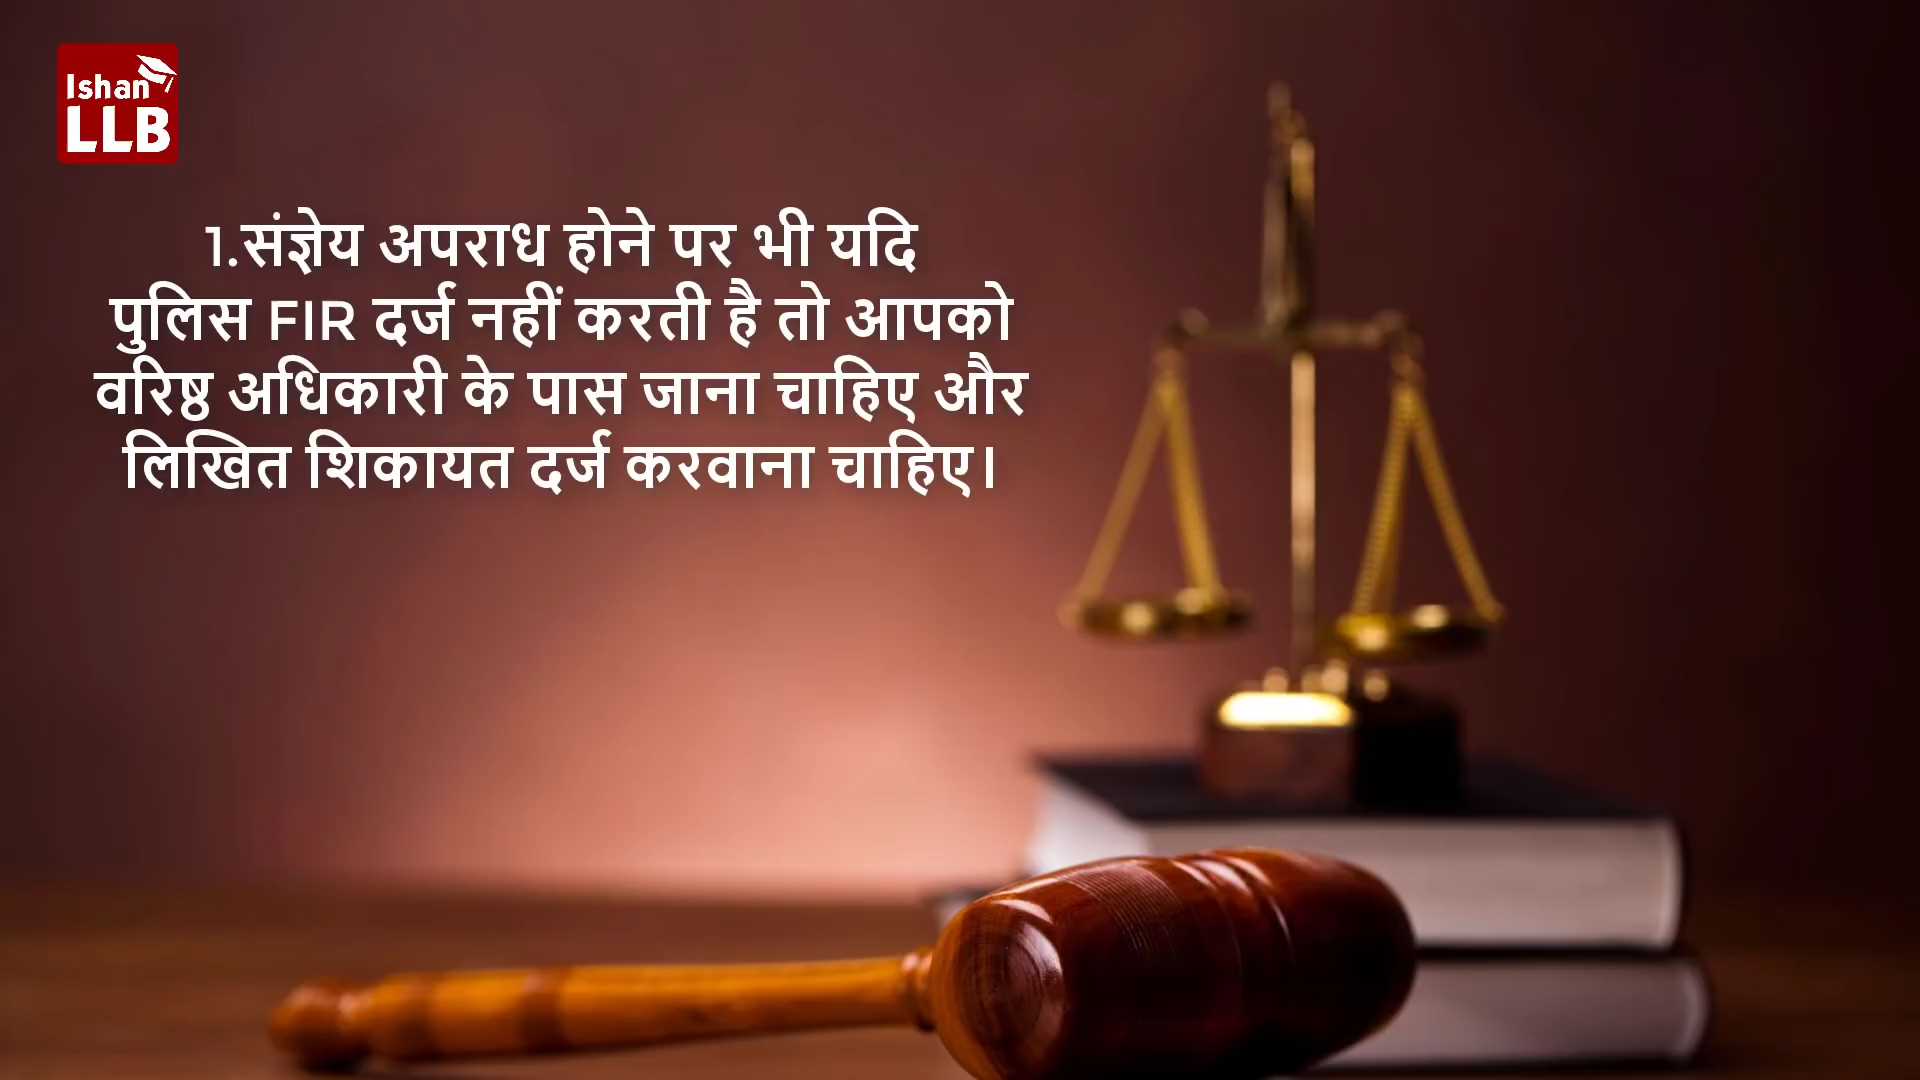 Ishan
LLB
1.संज्ञेय अपराध होने पर भी यदि
पुलिस FIR दर्ज नहीं करती है तो आपको
वरिष्ठ अधिकारी के पास जाना चाहिए और
लिखित शिकायत दर्ज करवाना चाहिए।